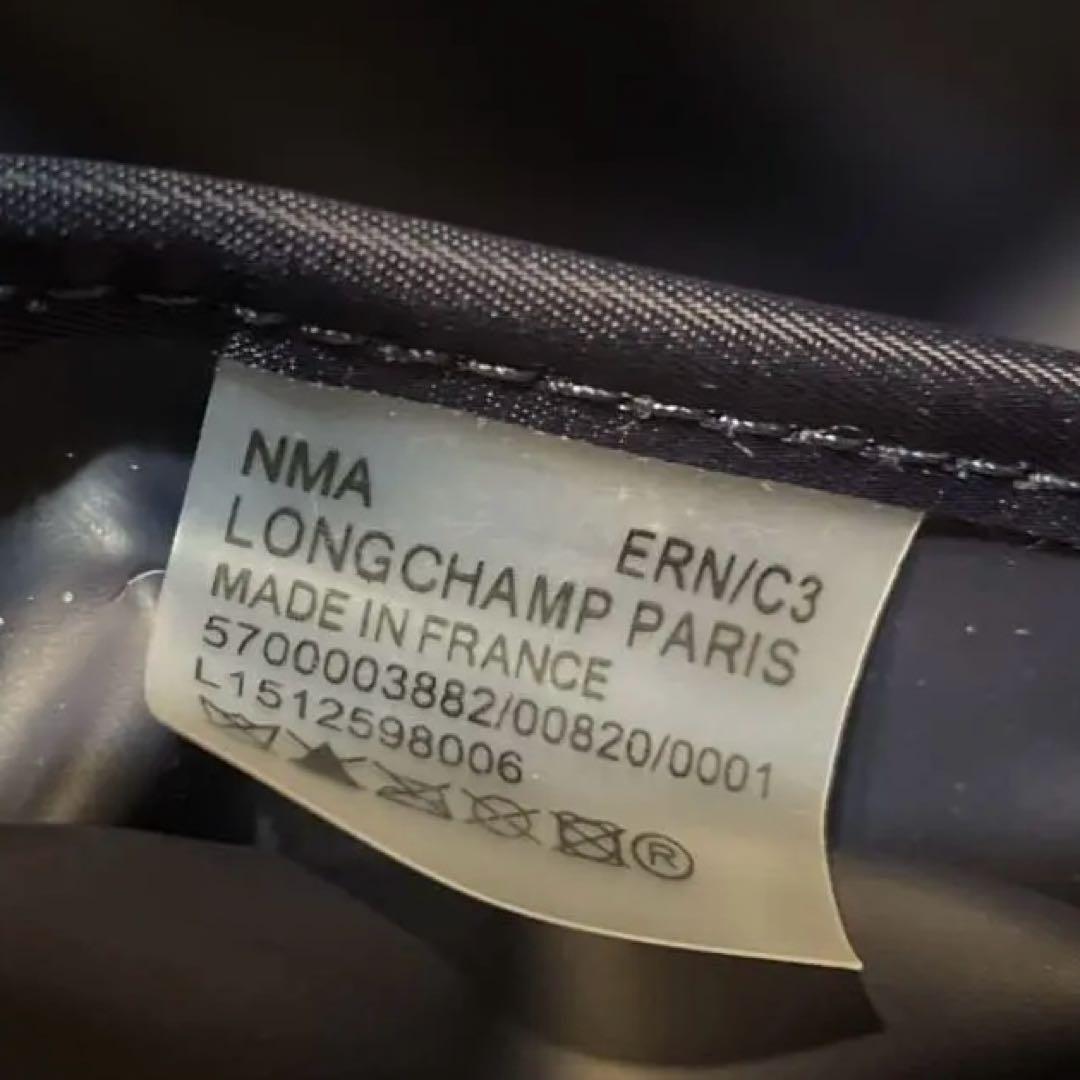 NMA
ERN/C3
LONGCHAMP PARIS
MADE IN FRANCE
5700003882/00820/0001
L1512598006
®